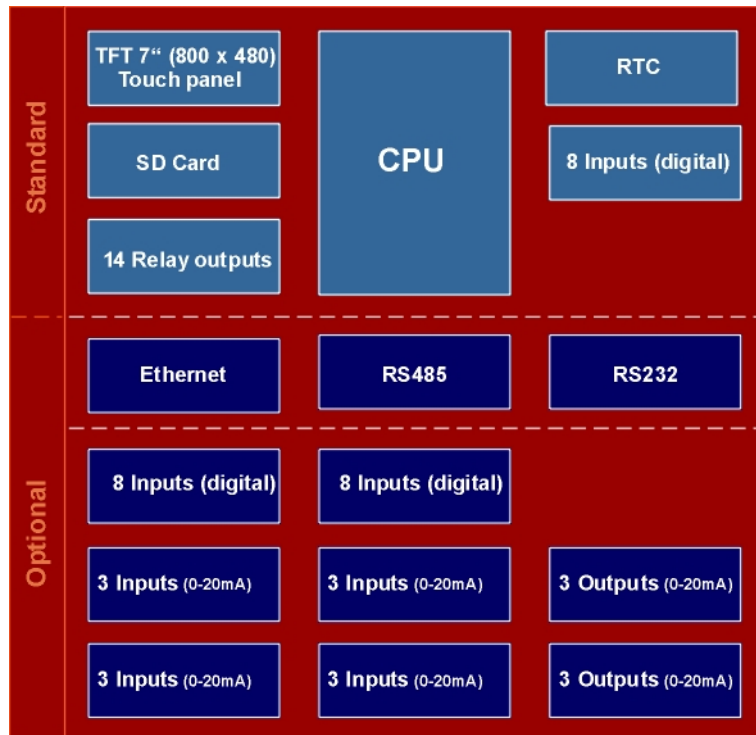 Standard
TFT 7“ (800 x 480)
Touch panel
CPU
RTC
SD Card
8 Inputs (digital)
14 Relay outputs
Optional
Ethernet
RS485
RS232
8 Inputs (digital)
8 Inputs (digital)
3 Inputs (0-20mA)
3 Inputs (0-20mA)
3 Outputs (0-20mA)
3 Inputs (0-20mA)
3 Inputs (0-20mA)
3 Outputs (0-20mA)